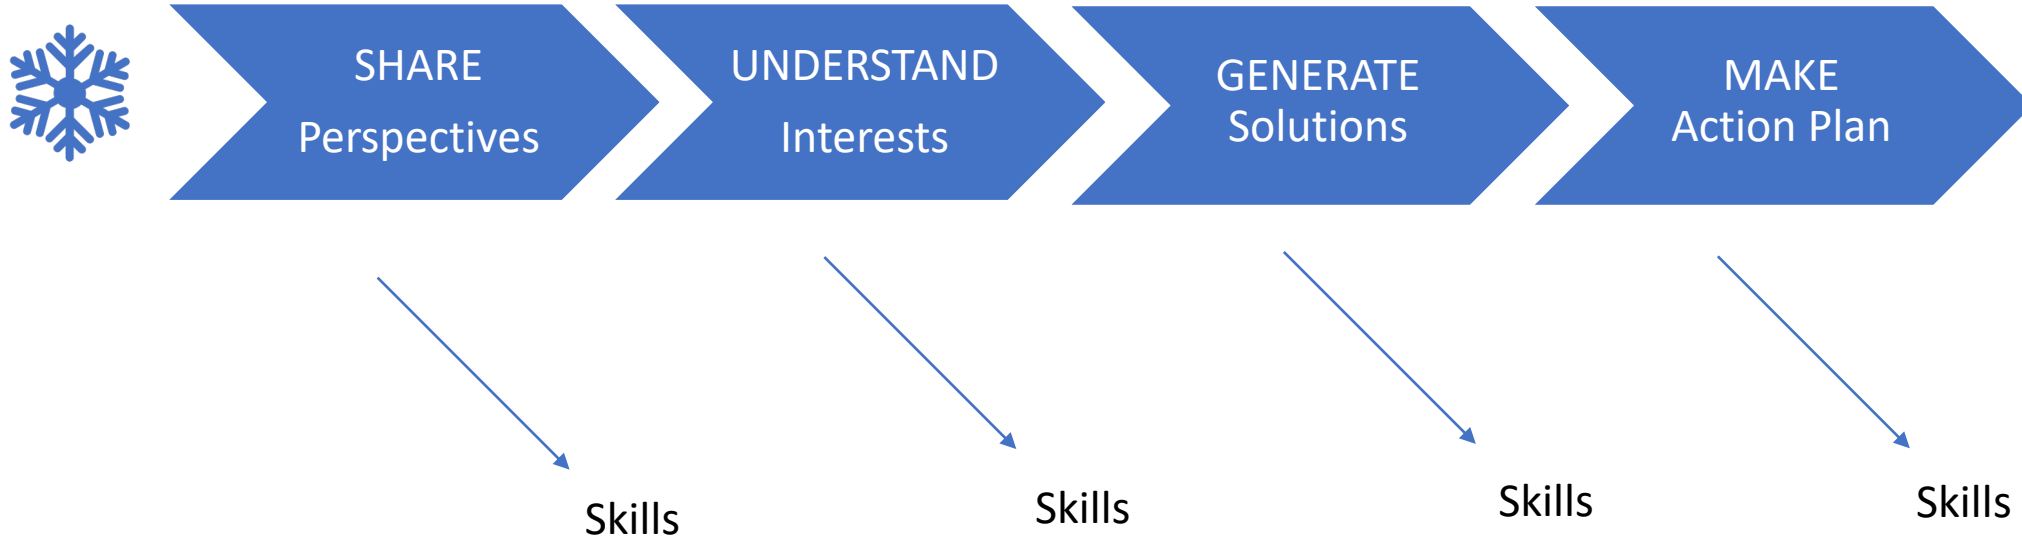 SHARE
Perspectives
UNDERSTAND
Interests
GENERATE
Solutions
MAKE
Action Plan
Skills
Skills
Skills
Skills